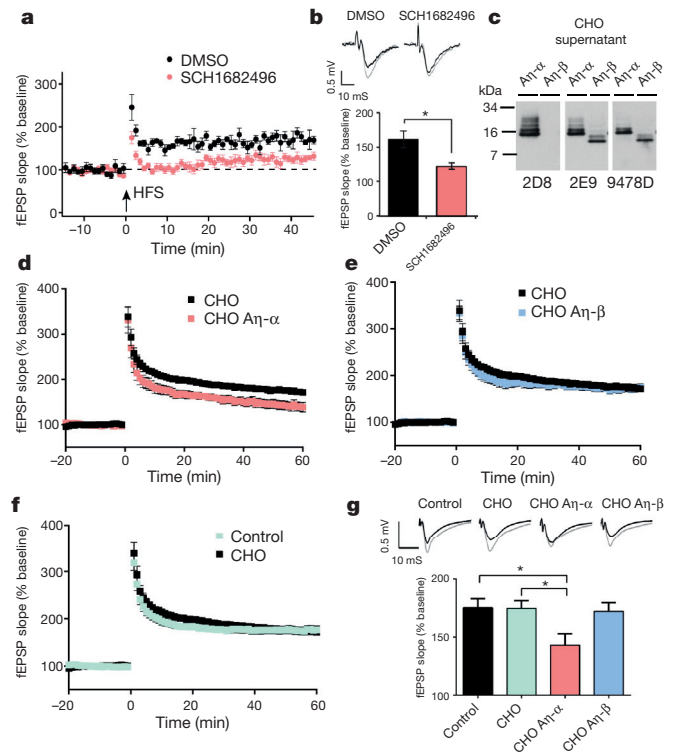 a
DMSO
SCH1682496
fEPSP slope (% baseline)
300
200
150
100
0
HFS
−10 0 10 20 30 40
Time (min)
b
DMSO SCH1682496
0.5 mV
10 mS
fEPSP slope (% baseline)
200
150
100
50
0
*
DMSO
SCH1682496
c
CHO
supernatant
Aη-α Aη-β Aη-α Aη-β Aη-α Aη-β
kDa
34
16
7
2D8 2E9 9478D
d
CHO
CHO Aη-α
fEPSP slope (% baseline)
400
300
200
100
−20 0 20 40 60
Time (min)
e
CHO
CHO Aη-β
fEPSP slope (% baseline)
400
300
200
100
−20 0 20 40 60
Time (min)
f
Control
CHO
fEPSP slope (% baseline)
400
300
200
100
−20 0 20 40 60
Time (min)
g
Control CHO CHO Aη-α CHO Aη-β
0.5 mV
10 mS
fEPSP slope (% baseline)
200
150
100
*
*
Control
CHO
CHO Aη-α
CHO Aη-β